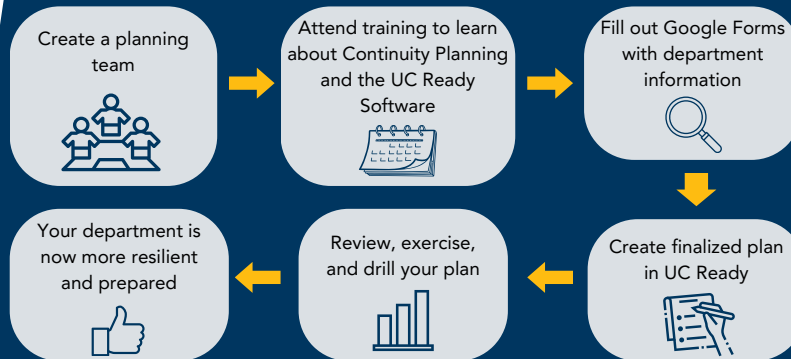 Create a planning
team
Attend training to learn
about Continuity Planning
and the UC Ready
Software
Fill out Google Forms
with department
information
Create finalized plan
in UC Ready
Review, exercise,
and drill your plan
Your department is
now more resilient
and prepared